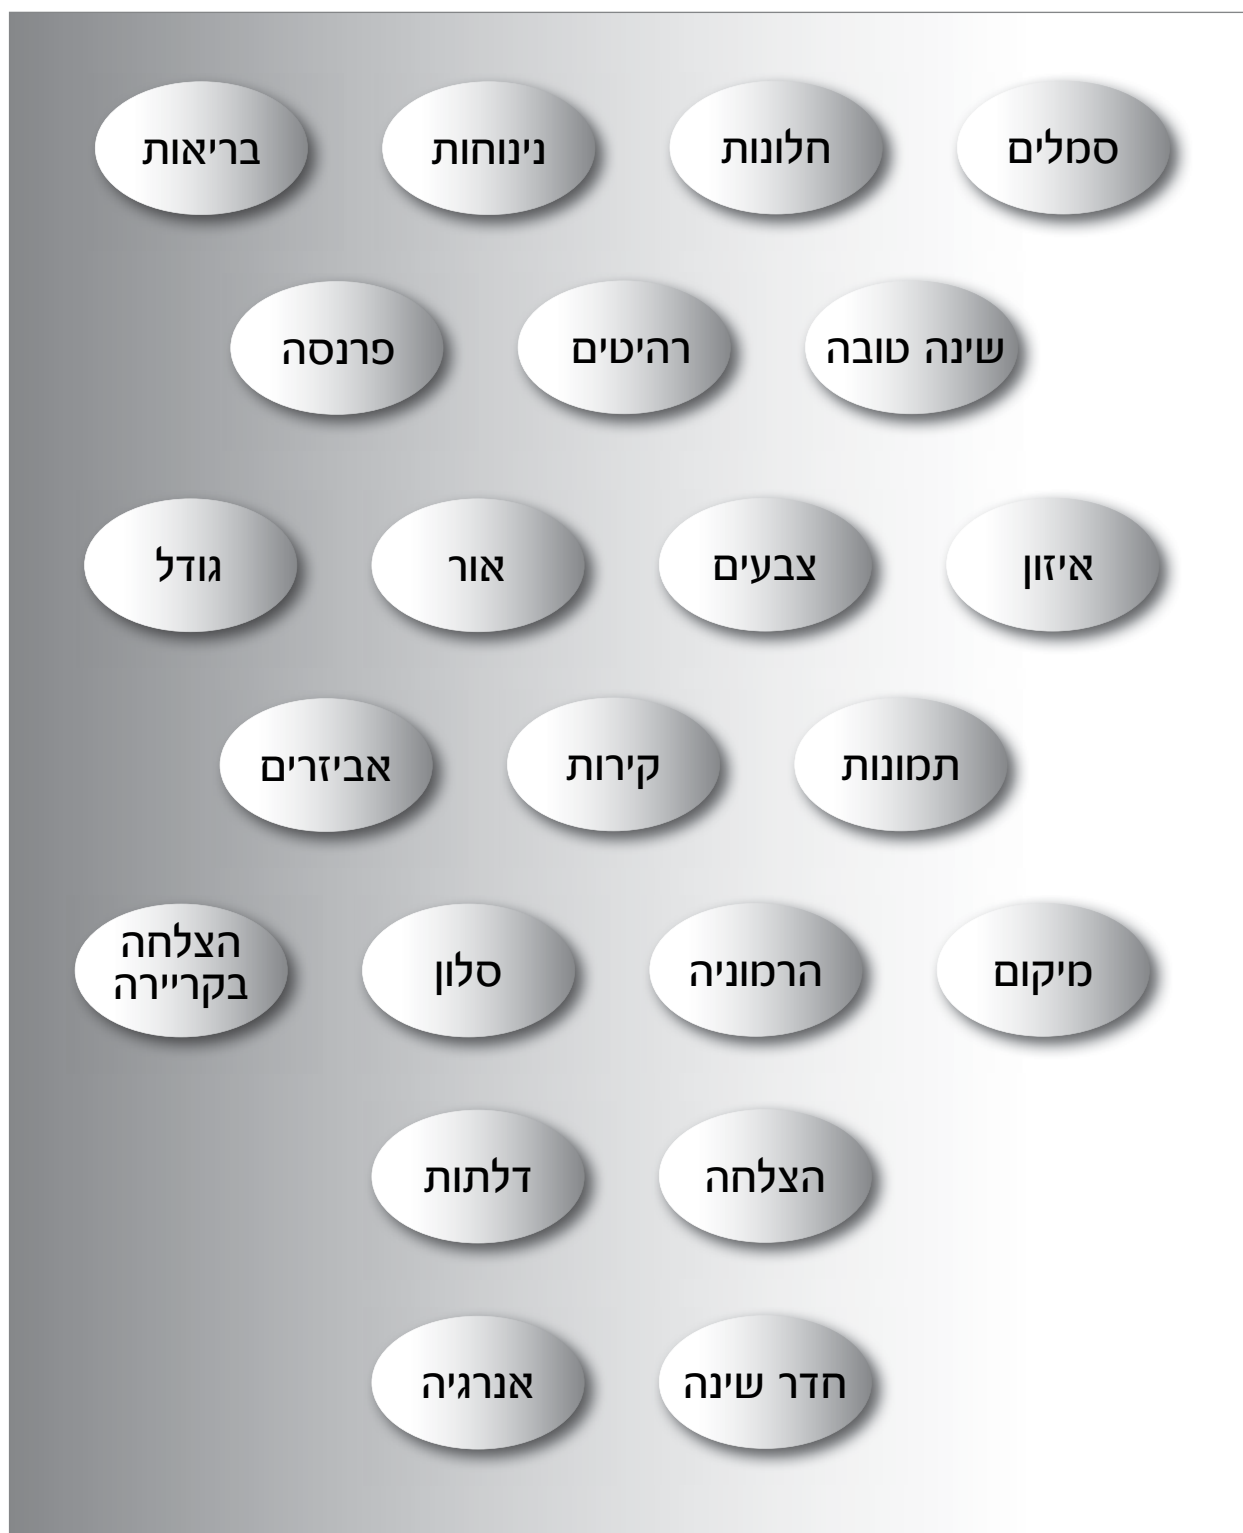 סמלים
חלונות
נינוחות
בריאות
שינה טובה
רהיטים
פרנסה
איזון
צבעים
אור
גודל
תמונות
קירות
אביזרים
מיקום
הרמוניה
סלון
הצלחה
בקריירה
הצלחה
דלתות
חדר שינה
אנרגיה